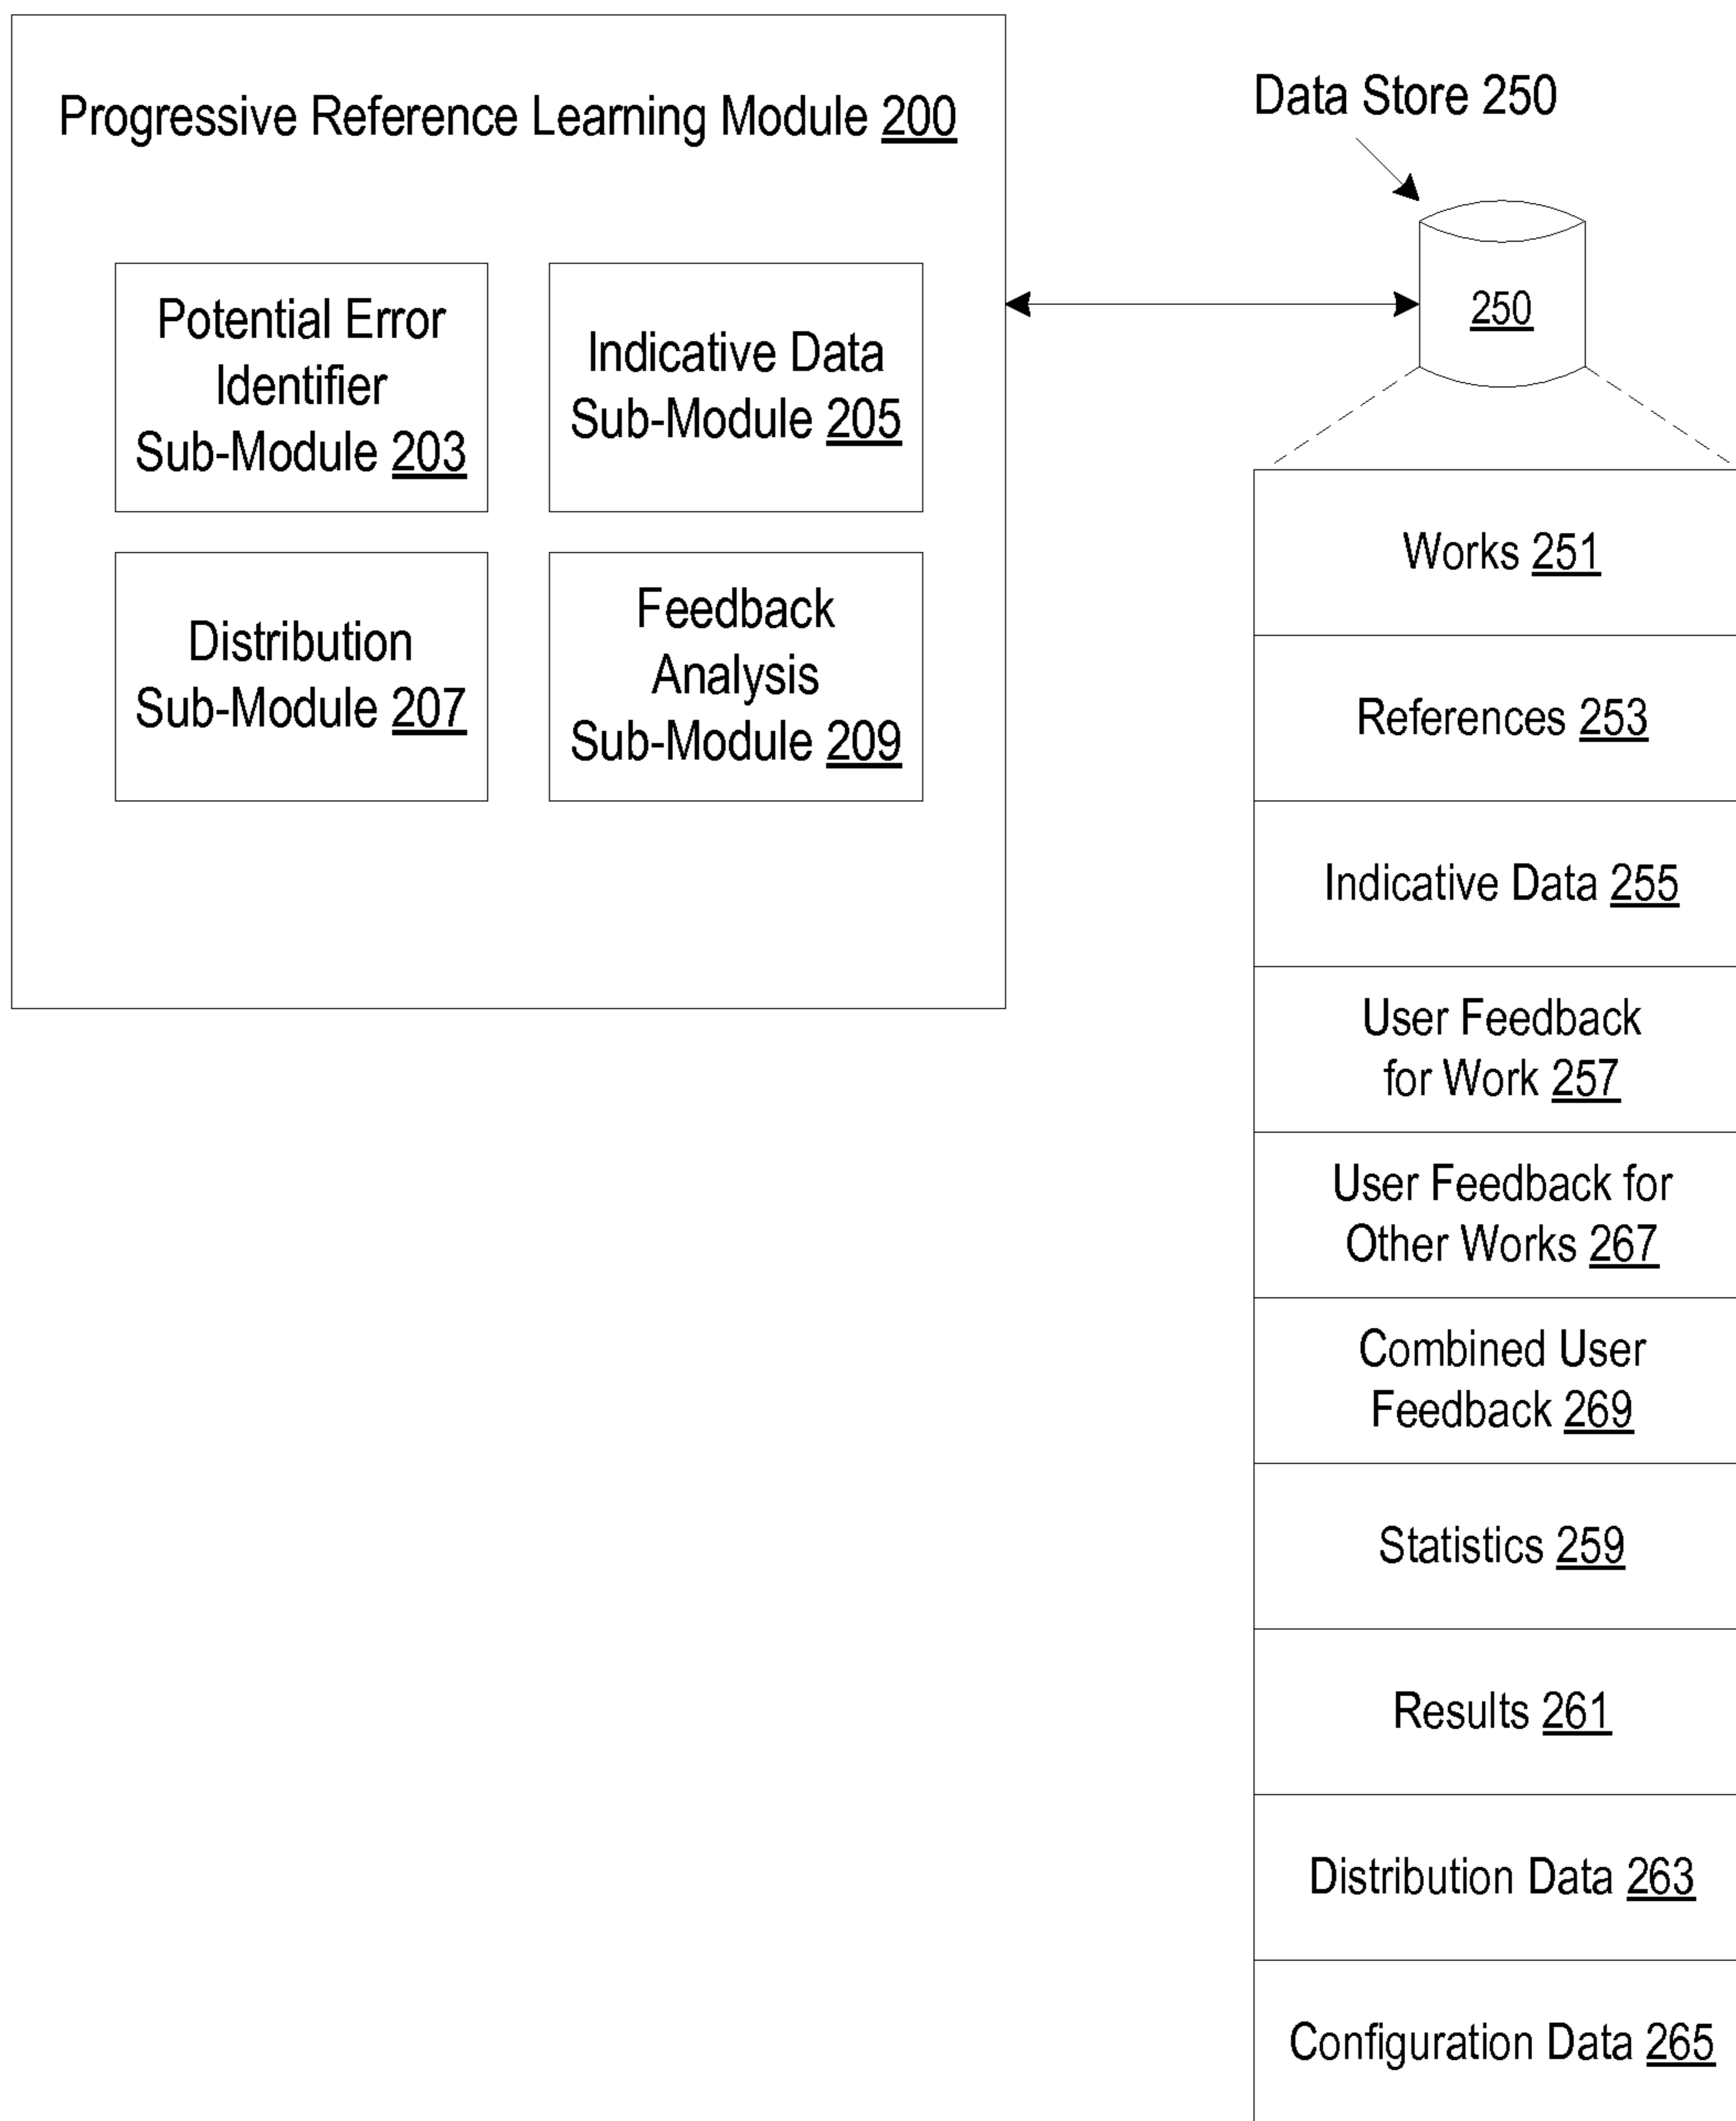 Progressive Reference Learning Module 200
Potential Error
Identifier
Sub-Module 203
Indicative Data
Sub-Module 205
Distribution
Sub-Module 207
Feedback
Analysis
Sub-Module 209
Data Store 250
250
Works 251
References 253
Indicative Data 255
User Feedback
for Work 257
User Feedback for
Other Works 267
Combined User
Feedback 269
Statistics 259
Results 261
Distribution Data 263
Configuration Data 265